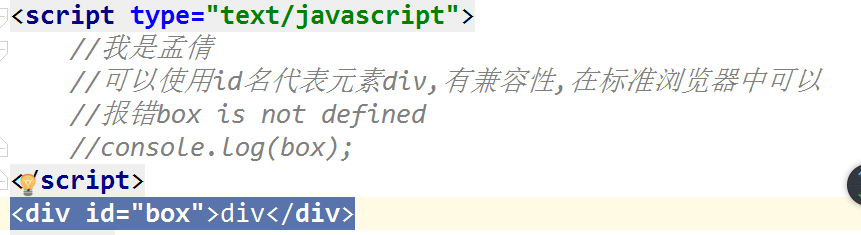 <script type="text/javascript">
//我是孟倩
//可以使用id名代表元素div,有兼容性,在标准浏览器中可以
//报错box is not defined
//console.log(box);
</script>
<div id="box">div</div>